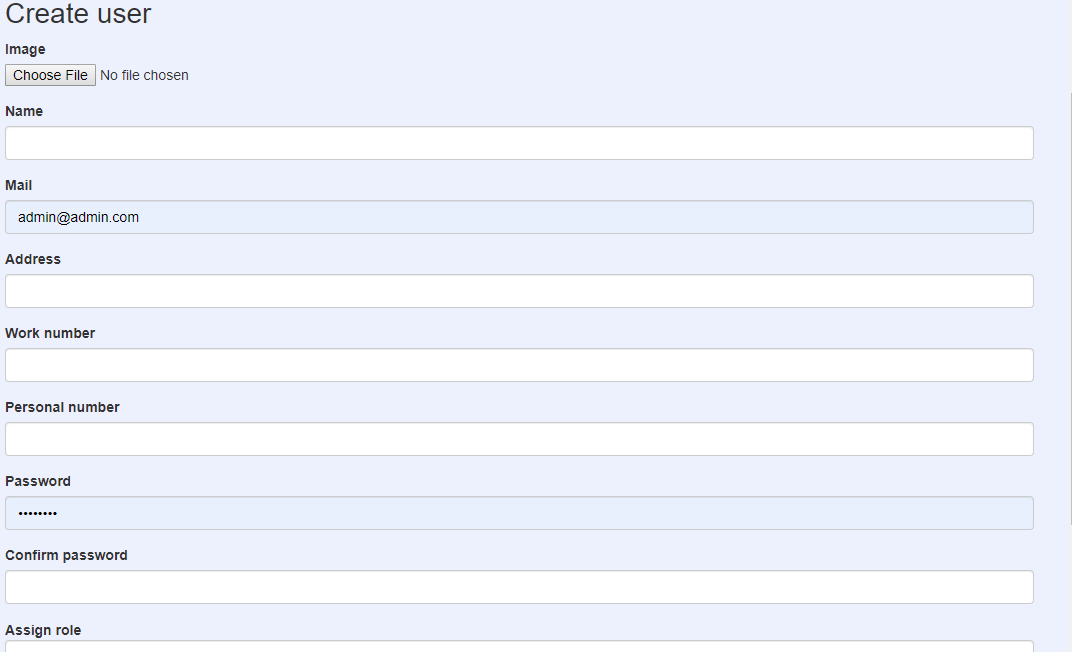 Create user
Image
Choose File No file chosen
Name
Mail
admin@admin.com
Address
Work number
Personal number
Password
••••••••
Confirm password
Assign role